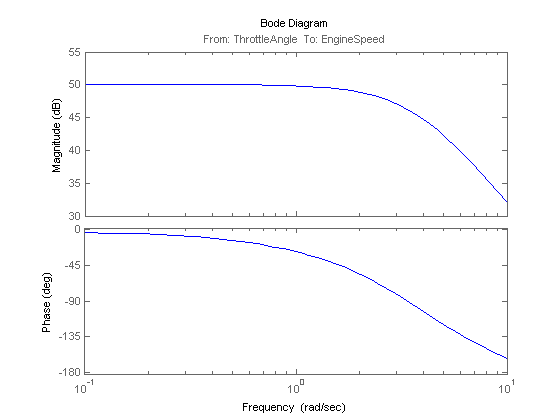 Bode Diagram
From: ThrottleAngle To: EngineSpeed
55
50
45
40
35
30
Magnitude (dB)
0
-45
-90
-135
-180
Phase (deg)
10^-1
10^0
10^1
Frequency (rad/sec)